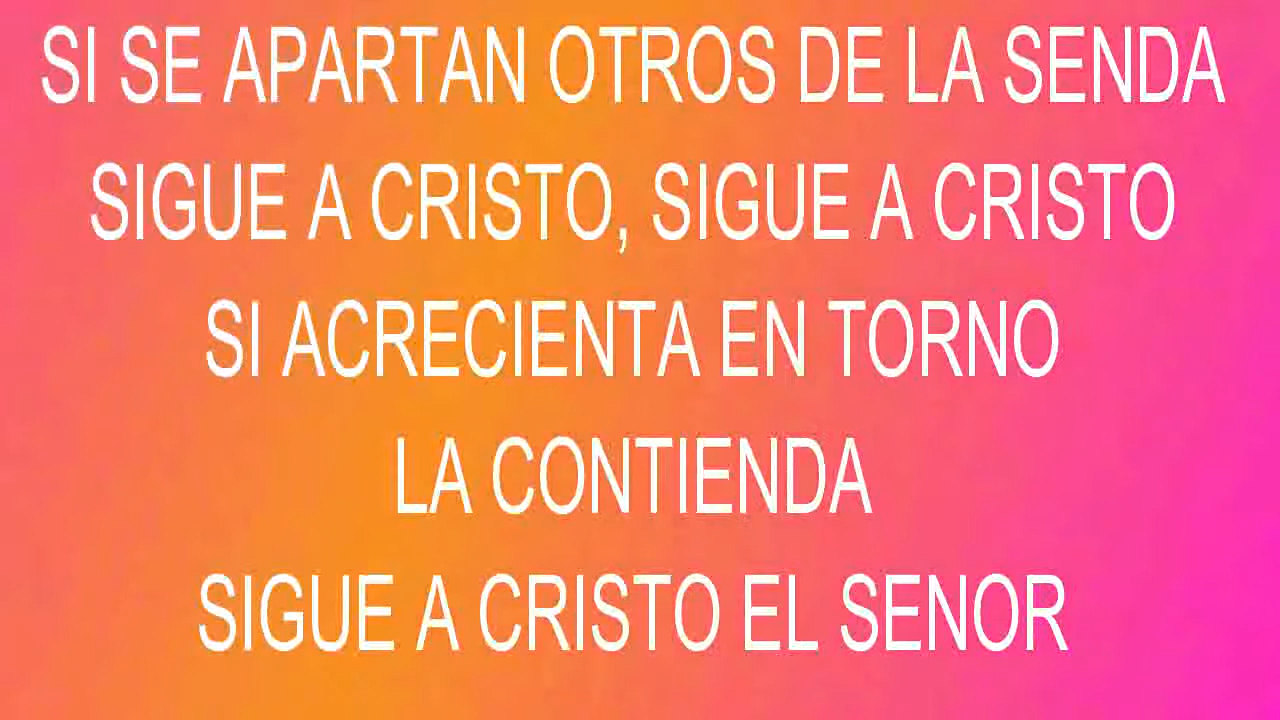 SI SE APARTAN OTROS DE LA SENDA
SIGUE A CRISTO, SIGUE A CRISTO
SI ACRECIENTA EN TORNO
LA CONTIENDA
SIGUE A CRISTO EL SENOR